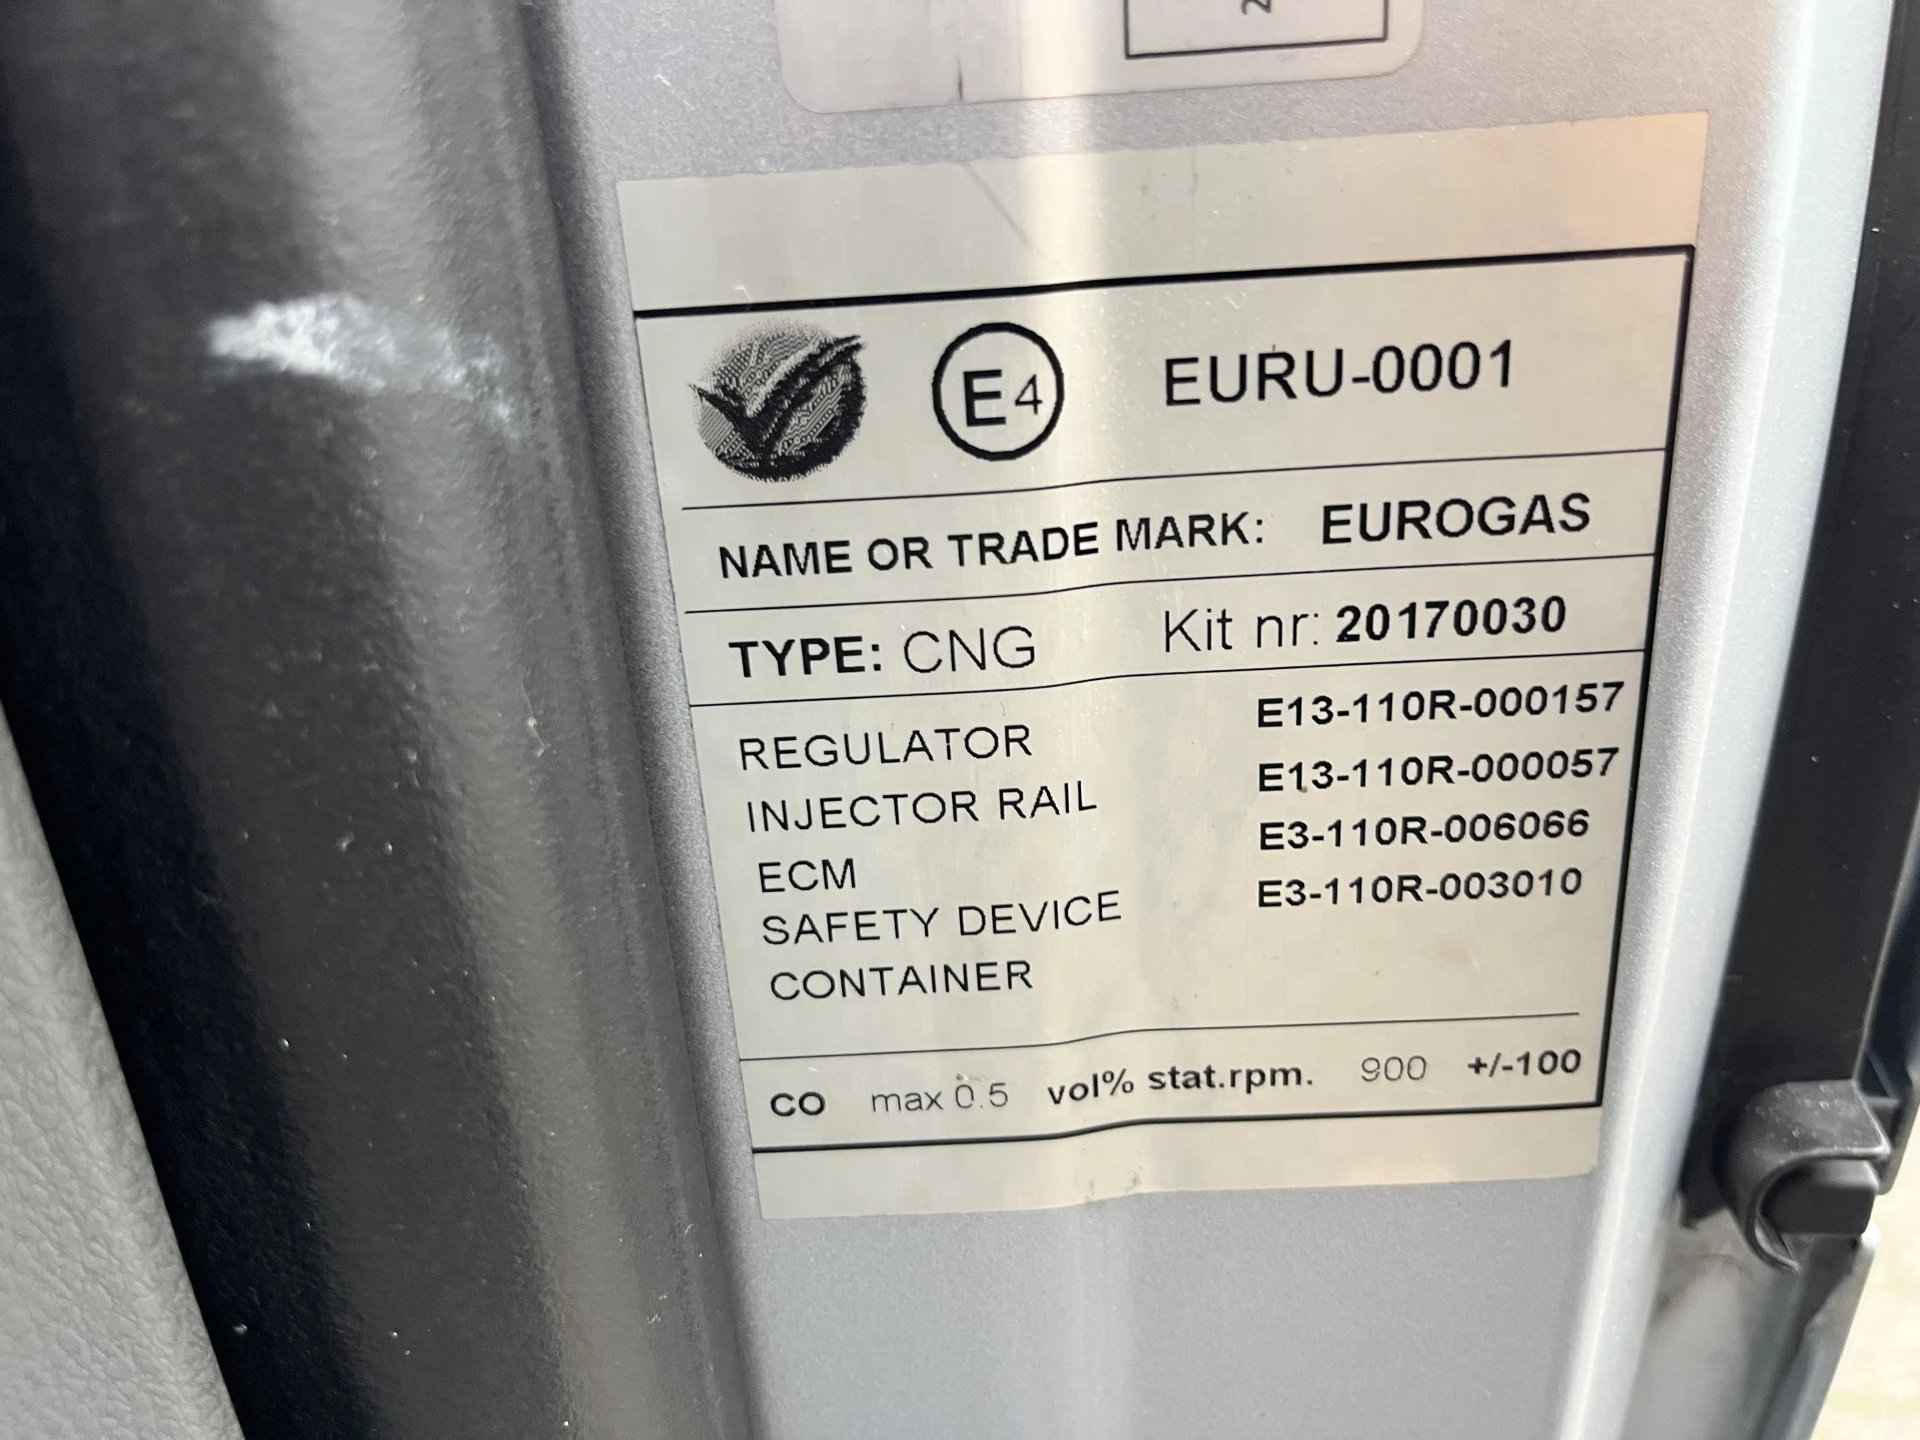 2
E4 EURU-0001
NAME OR TRADE MARK: EUROGAS
TYPE: CNG Kit nr: 20170030
REGULATOR E13-110R-000157
INJECTOR RAIL E13-110R-000057
ECM E3-110R-006066
SAFETY DEVICE E3-110R-003010
CONTAINER
CO max 0.5 vol% stat.rpm. 900 +/-100